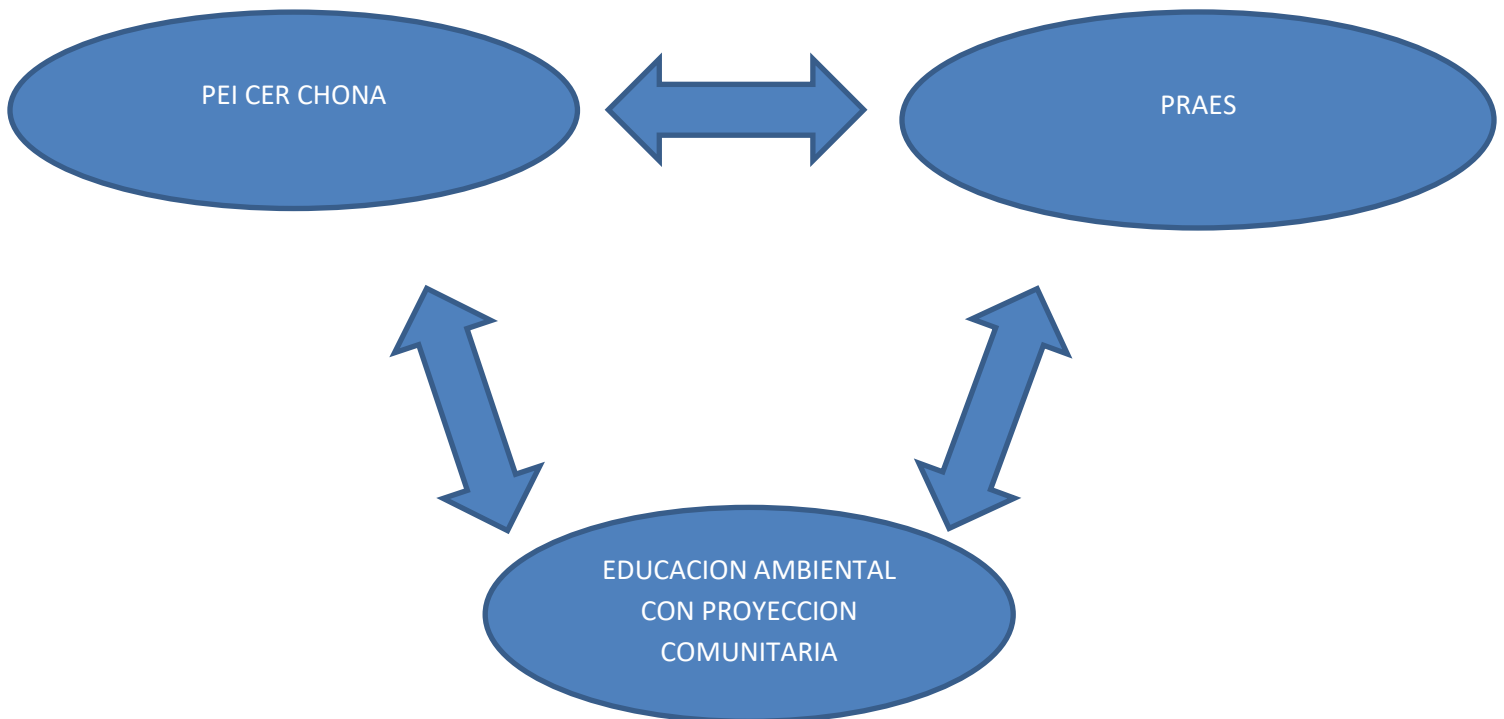 PEI CER CHONA
PRAES
EDUCACION AMBIENTAL
CON PROYECCION
COMUNITARIA